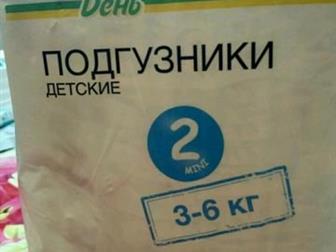 День
ПОДГУЗНИКИ
ДЕТСКИЕ
2
MINI
3-6 кг